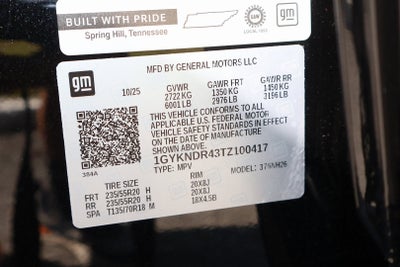 BUILT WITH PRIDE
Spring Hill, Tennessee
gm
gm
MFD BY GENERAL MOTORS LLC
10/25 GVWR GAWR FRT GAWR RR
2722 KG 1350 KG 1450 KG
6001 LB 2976 LB 3196 LB
THIS VEHICLE CONFORMS TO ALL
APPLICABLE U.S. FEDERAL MOTOR
VEHICLE SAFETY STANDARDS IN EFFECT
ON THE DATE OF MANUFACTURE
SHOWN ABOVE.
1GYKNDR43TZ100417
384A TYPE: MPV MODEL:
TIRE SIZE RIM
FRT 235/55R20 H 20X8J
RR 235/55R20 H 20X8J
SPA T135/70R18 M 18X4.5B